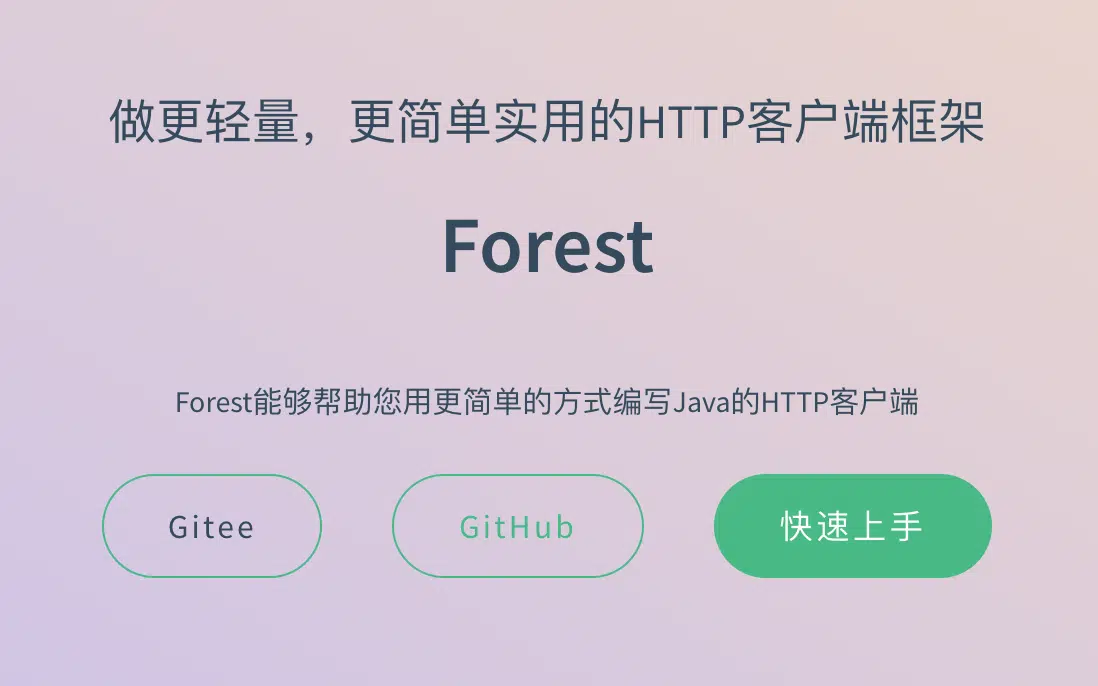 做更轻量，更简单实用的HTTP客户端框架
Forest
Forest能够帮助您用更简单的方式编写Java的HTTP客户端
Gitee
GitHub
快速上手